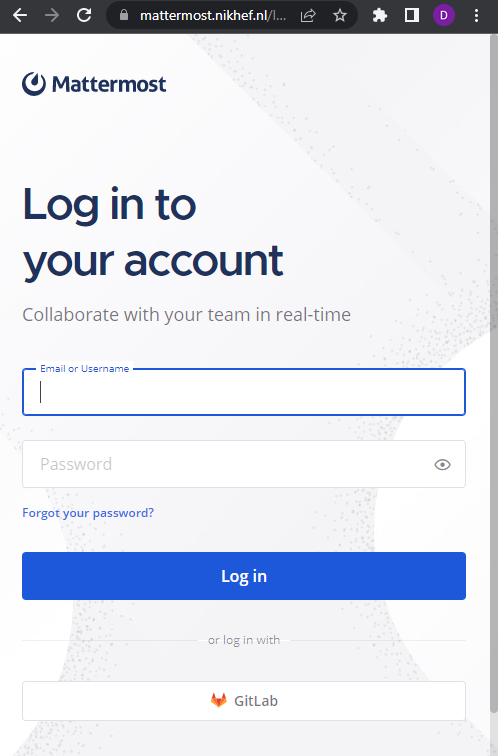 mattermost.nikhef.nl/l...
D
Mattermost
Log in to
your account
Collaborate with your team in real-time
Email or Username
Password
Forgot your password?
Log in
or log in with
GitLab